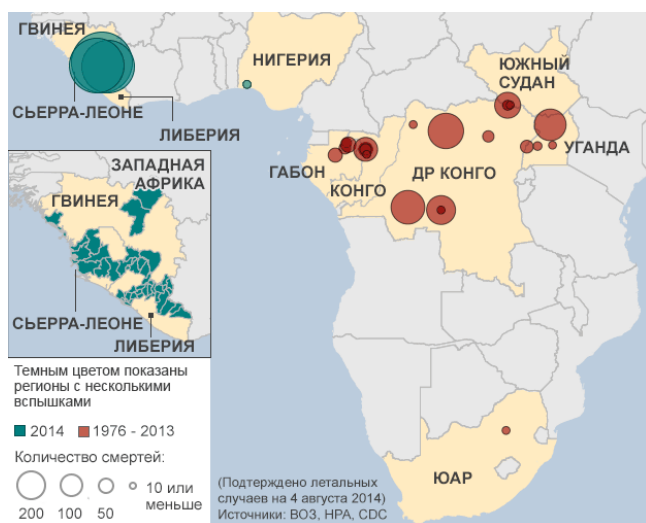 ГВИНЕЯ
НИГЕРИЯ
ЮЖНЫЙ
СУДАН
СЬЕРРА-ЛЕОНЕ
ЛИБЕРИЯ
УГАНДА
ГАБОН
КОНГО
ДР КОНГО
ЗАПАДНАЯ
АФРИКА
ГВИНЕЯ
СЬЕРРА-ЛЕОНЕ
ЛИБЕРИЯ
Темным цветом показаны
регионы с несколькими
вспышками
2014
1976 - 2013
Количество смертей:
200
100
50
10 или
меньше
ЮАР
(Подтерждено летальных
случаев на 4 августа 2014)
Источники: ВОЗ, HPA, CDC